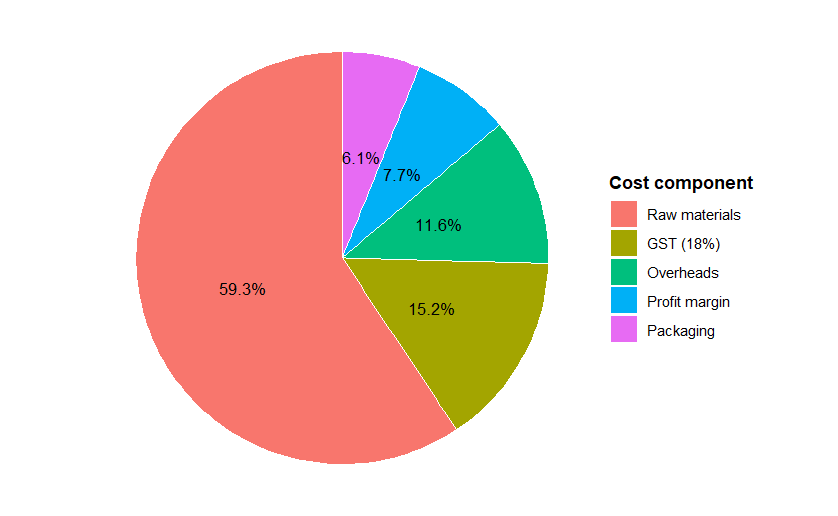 6.1%
7.7%
11.6%
59.3%
15.2%
Cost component
Raw materials
GST (18%)
Overheads
Profit margin
Packaging